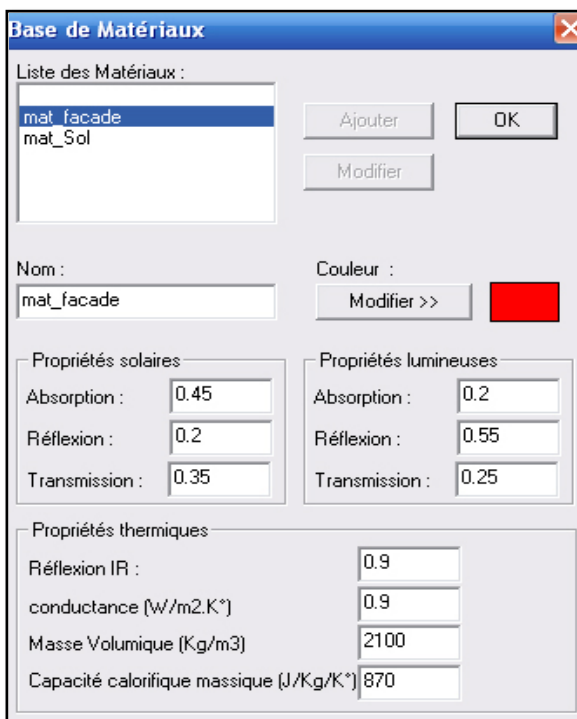 Base de Matériaux
Liste des Matériaux :
mat_facade
mat_Sol
Ajouter
OK
Modifier
Nom :
mat_facade
Couleur :
Modifier >>
Propriétés solaires
Absorption : 0.45
Réflexion : 0.2
Transmission : 0.35
Propriétés lumineuses
Absorption : 0.2
Réflexion : 0.55
Transmission : 0.25
Propriétés thermiques
Réflexion IR : 0.9
conductance (W/m2.K°) 0.9
Masse Volumique (Kg/m3) 2100
Capacité calorifique massique (J/Kg/K°) 870